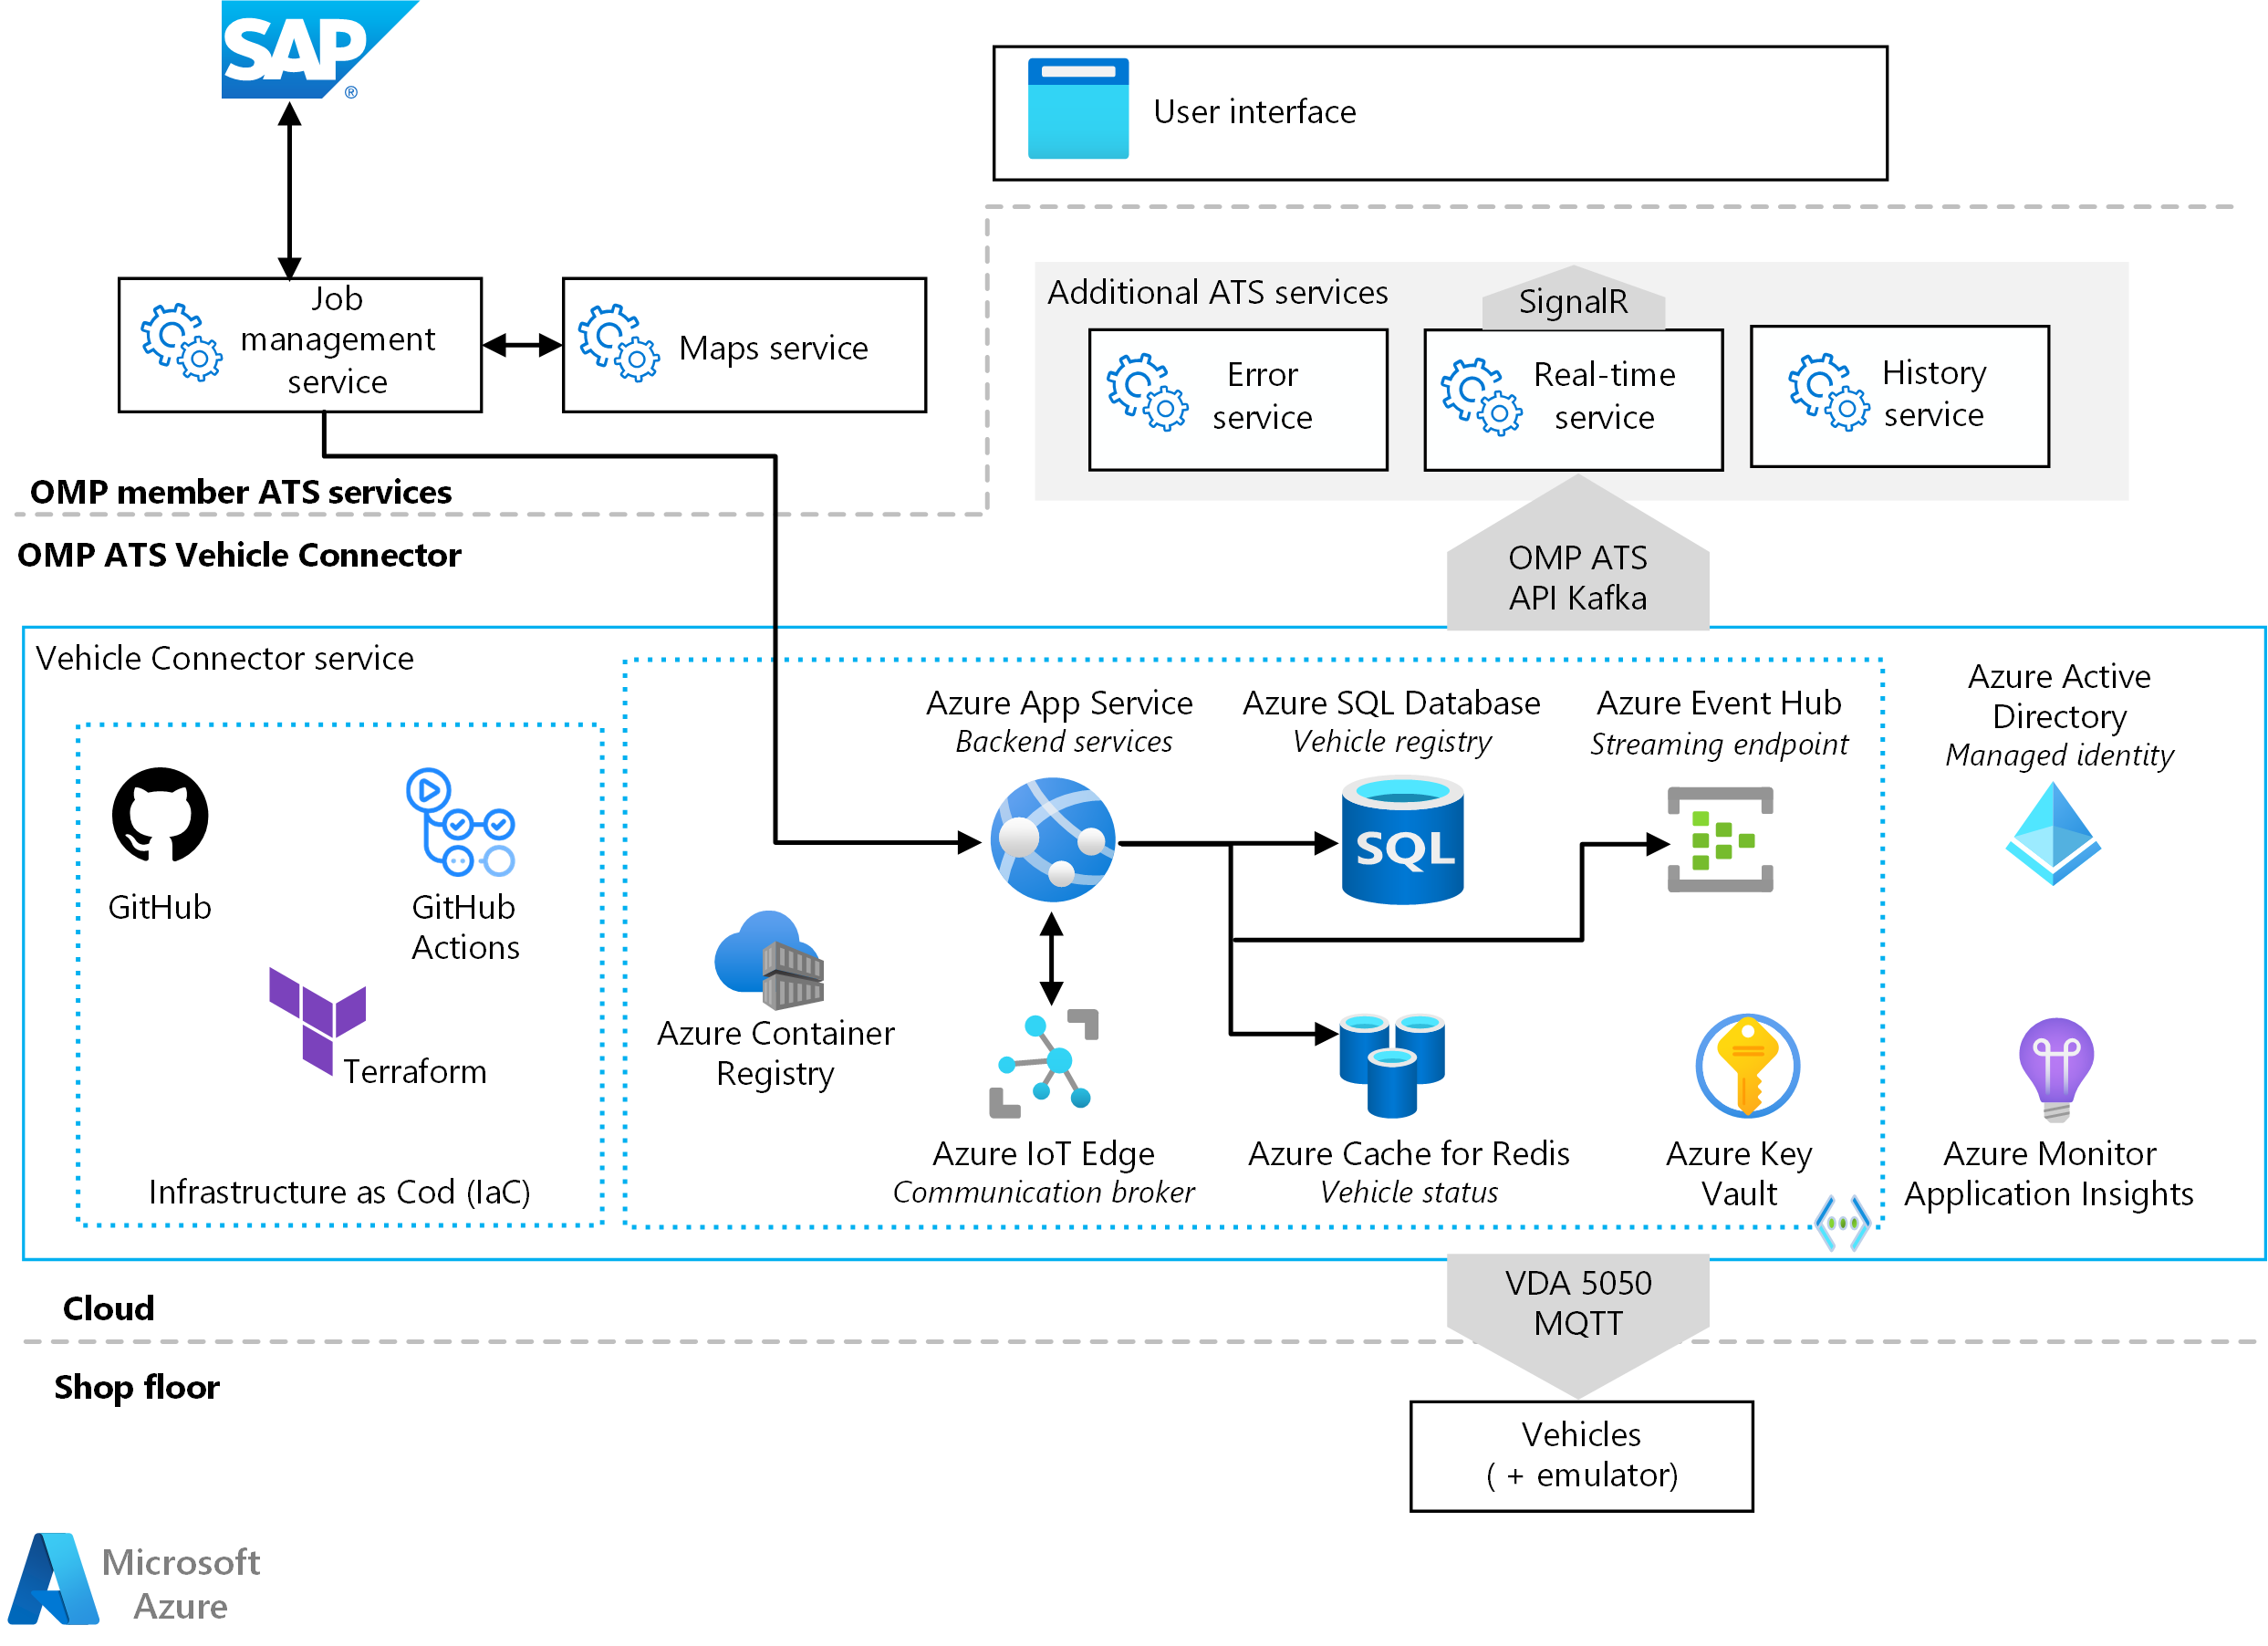 SAP
®
User interface
Job
management
service
Maps service
Additional ATS services
SignalR
Error
service
Real-time
service
History
service
OMP member ATS services
OMP ATS Vehicle Connector
OMP ATS
API Kafka
Vehicle Connector service
Azure App Service
Backend services
Azure SQL Database
Vehicle registry
Azure Event Hub
Streaming endpoint
Azure Active
Directory
Managed identity
SQL
GitHub
GitHub
Actions
Terraform
Infrastructure as Cod (IaC)
Azure Container
Registry
Azure IoT Edge
Communication broker
Azure Cache for Redis
Vehicle status
Azure Key
Vault
Azure Monitor
Application Insights
VDA 5050
MQTT
Cloud
Shop floor
Vehicles
( + emulator)
Microsoft
Azure